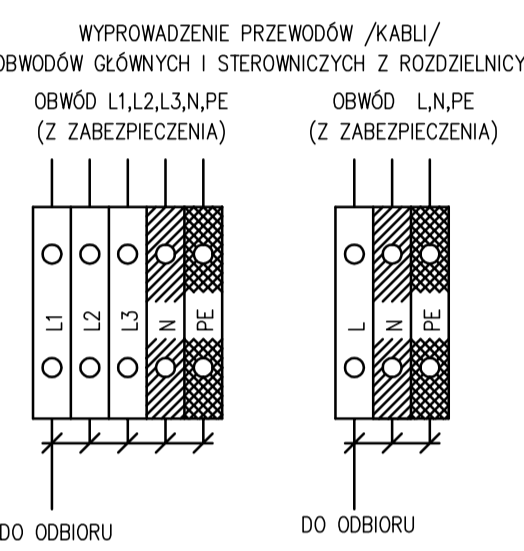 WYPROWADZENIE PRZEWODÓW /KABLI/
OBWODÓW GŁÓWNYCH I STEROWNICZYCH Z ROZDZIELNICY
OBWÓD L1,L2,L3,N,PE
(Z ZABEZPIECZENIA)
OBWÓD L,N,PE
(Z ZABEZPIECZENIA)
L1
L2
L3
N
PE
L
N
PE
DO ODBIORU
DO ODBIORU